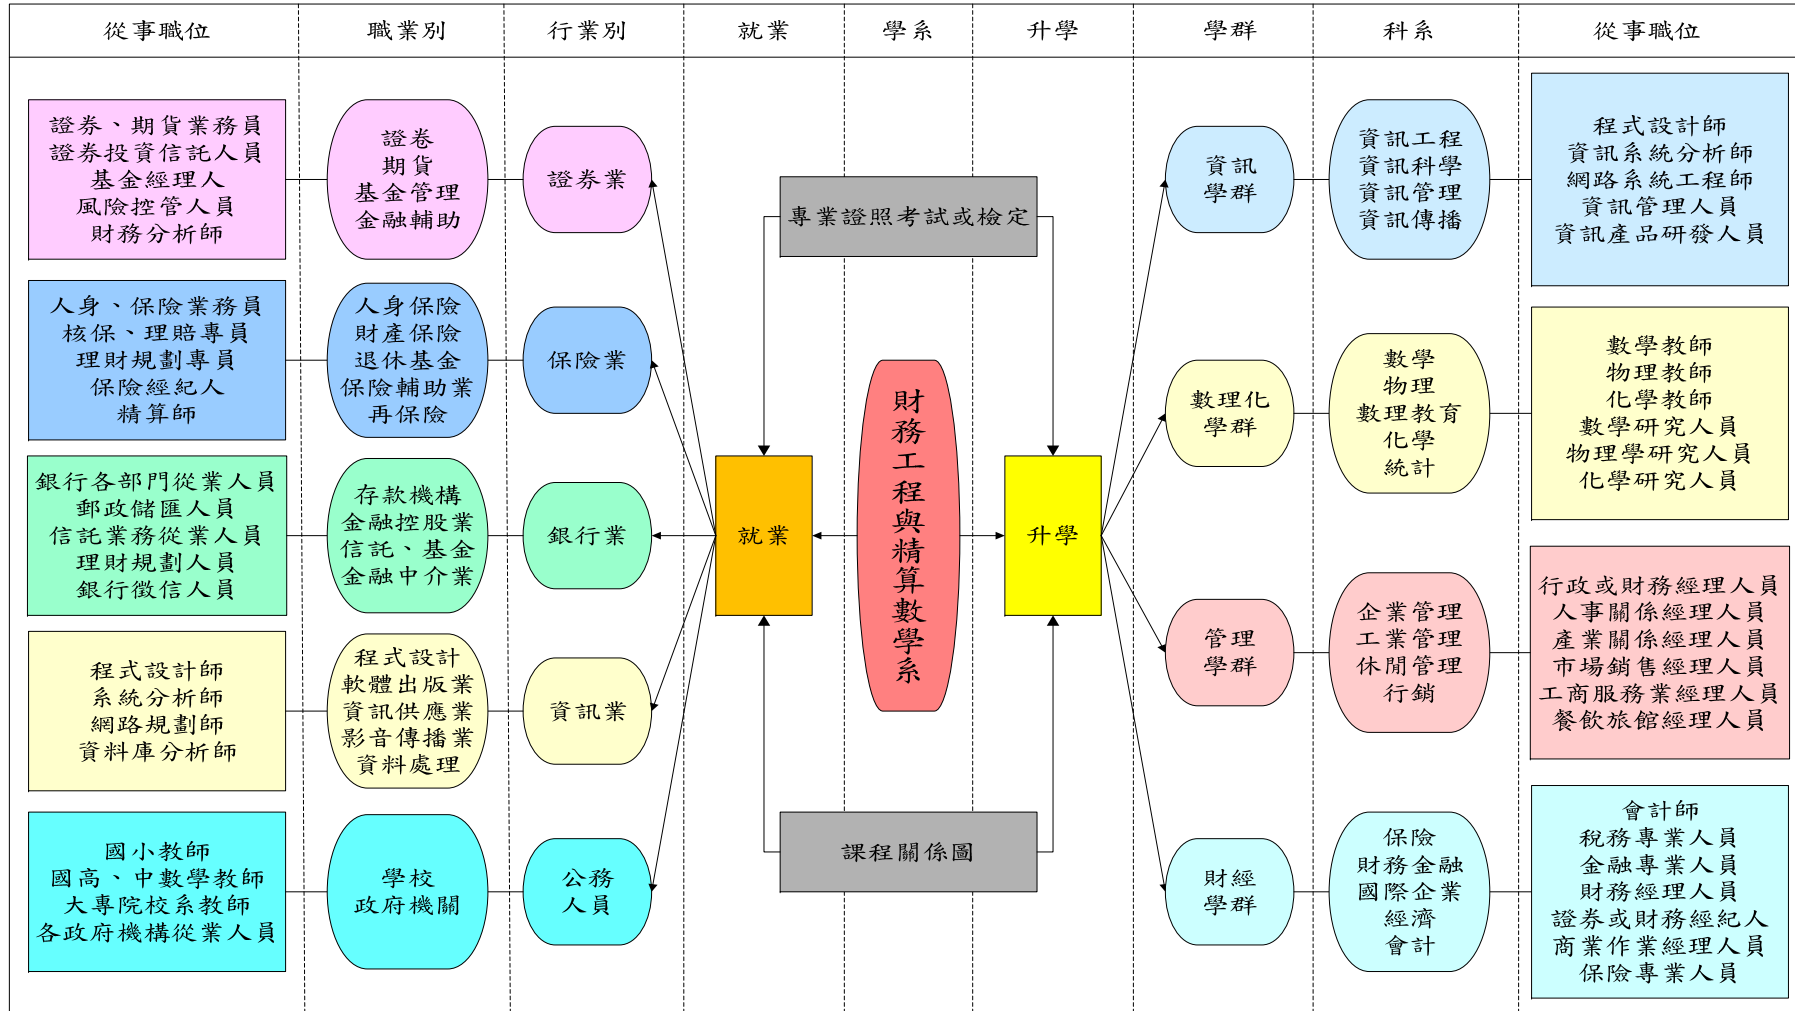 從事職位
職業別
行業別
就業
學系
升學
學群
科系
從事職位
證券、期貨業務員
證券投資信託人員
基金經理人
風險控管人員
財務分析師
證卷
期貨
基金管理
金融輔助
證券業
人身、保險業務員
核保、理賠專員
理財規劃專員
保險經紀人
精算師
人身保險
財產保險
退休基金
保險輔助業
再保險
保險業
銀行各部門從業人員
郵政儲匯人員
信託業務從業人員
理財規劃人員
銀行徵信人員
存款機構
金融控股業
信託、基金
金融中介業
銀行業
程式設計師
系統分析師
網路規劃師
資料庫分析師
程式設計
軟體出版業
資訊供應業
影音傳播業
資料處理
資訊業
國小教師
國高、中數學教師
大專院校系教師
各政府機構從業人員
學校
政府機關
公務
人員
就業
專業證照考試或檢定
財務工程與精算數學系
課程關係圖
升學
資訊
學群
資訊工程
資訊科學
資訊管理
資訊傳播
程式設計師
資訊系統分析師
網路系統工程師
資訊管理人員
資訊產品研發人員
數理化
學群
數學
物理
數理教育
化學
統計
數學教師
物理教師
化學教師
數學研究人員
物理學研究人員
化學研究人員
管理
學群
企業管理
工業管理
休閒管理
行銷
行政或財務經理人員
人事關係經理人員
產業關係經理人員
市場銷售經理人員
工商服務業經理人員
餐飲旅館經理人員
財經
學群
保險
財務金融
國際企業
經濟
會計
會計師
稅務專業人員
金融專業人員
財務經理人員
證券或財務經紀人
商業作業經理人員
保險專業人員